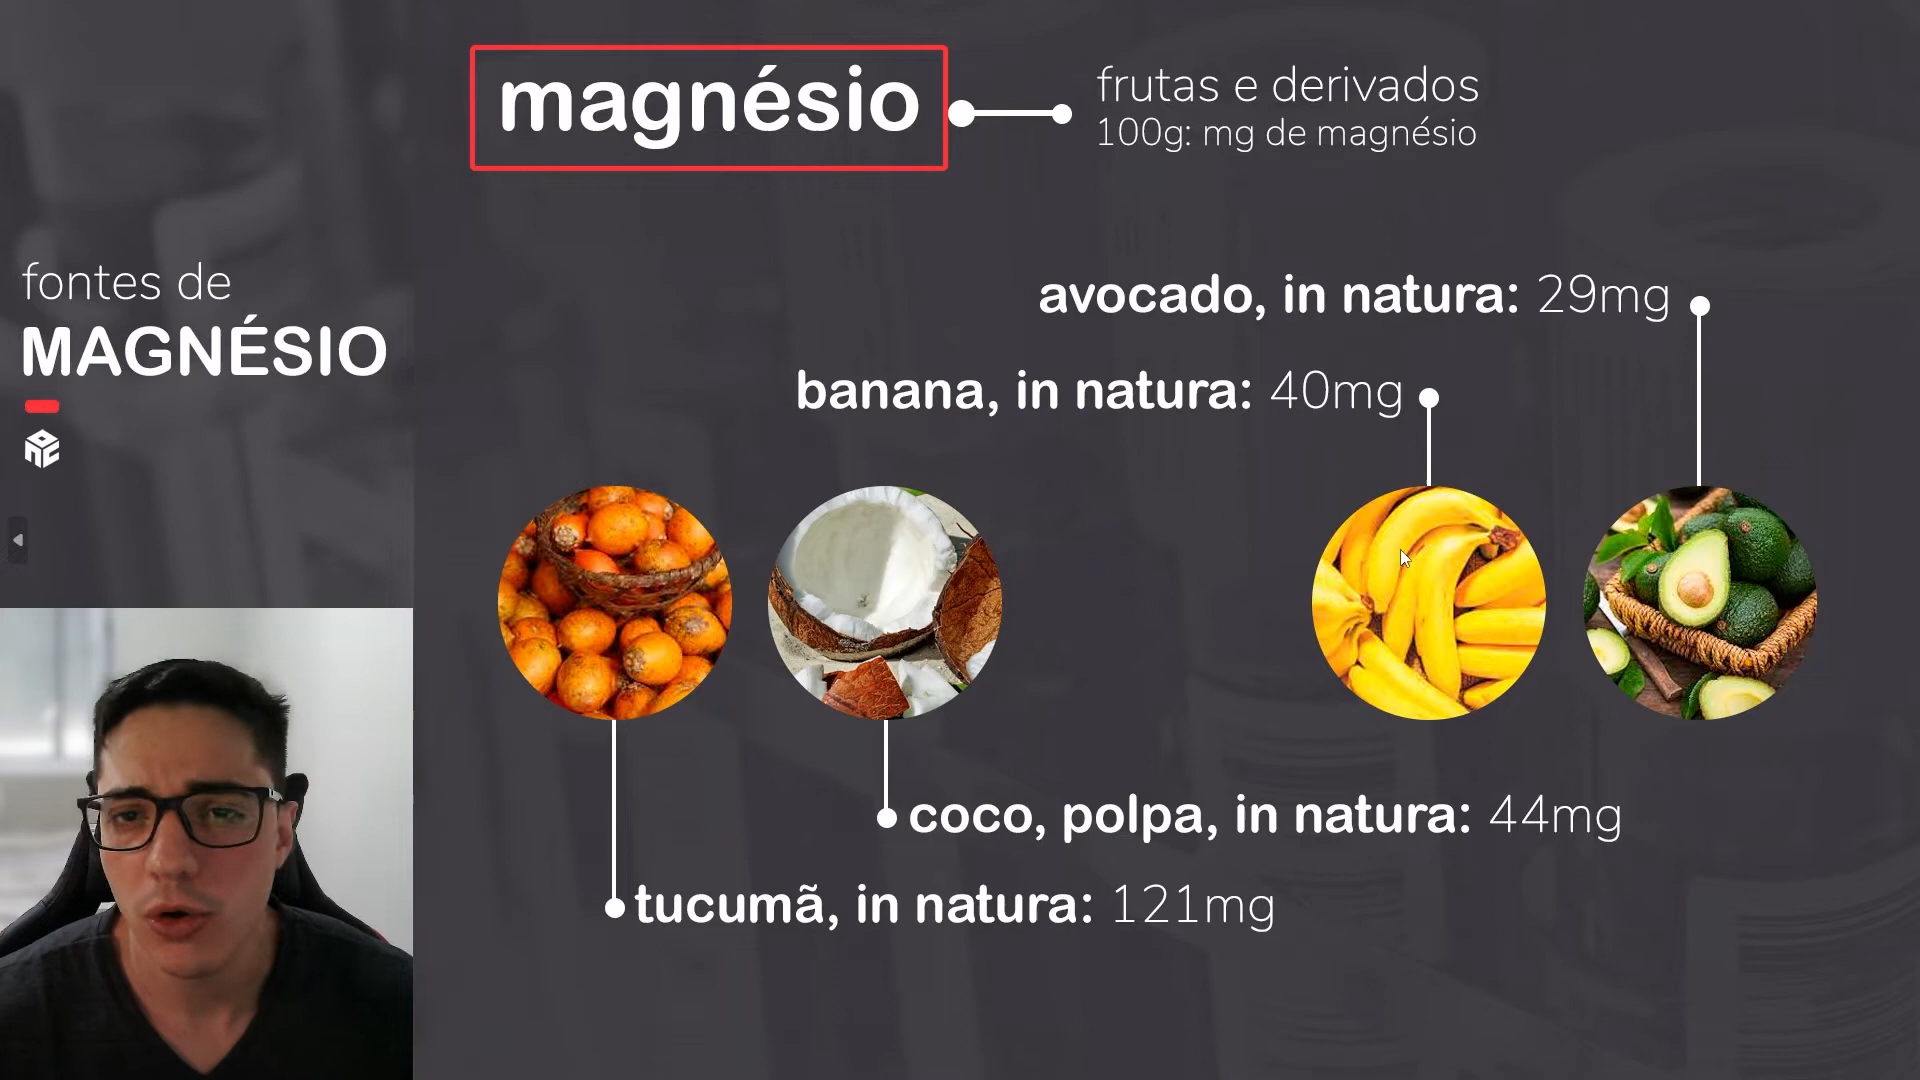 magnésio
frutas e derivados
100g: mg de magnésio
fontes de
MAGNÉSIO
avocado, in natura: 29mg
banana, in natura: 40mg
coco, polpa, in natura: 44mg
tucumã, in natura: 121mg